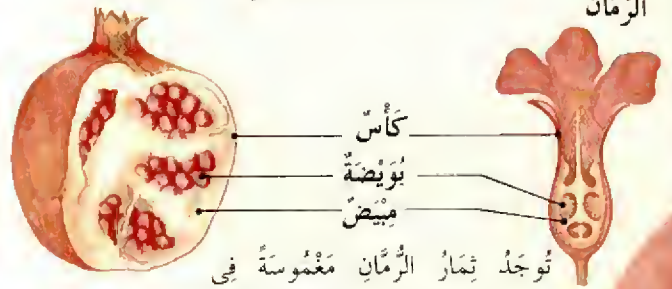 الرمان
كَأْسٌ
بُوَيْضَةٌ
مِبْيَضٌ
تُوجَدُ ثِمَارُ الرُّمَّانِ مَغْمُوسَةً فِي